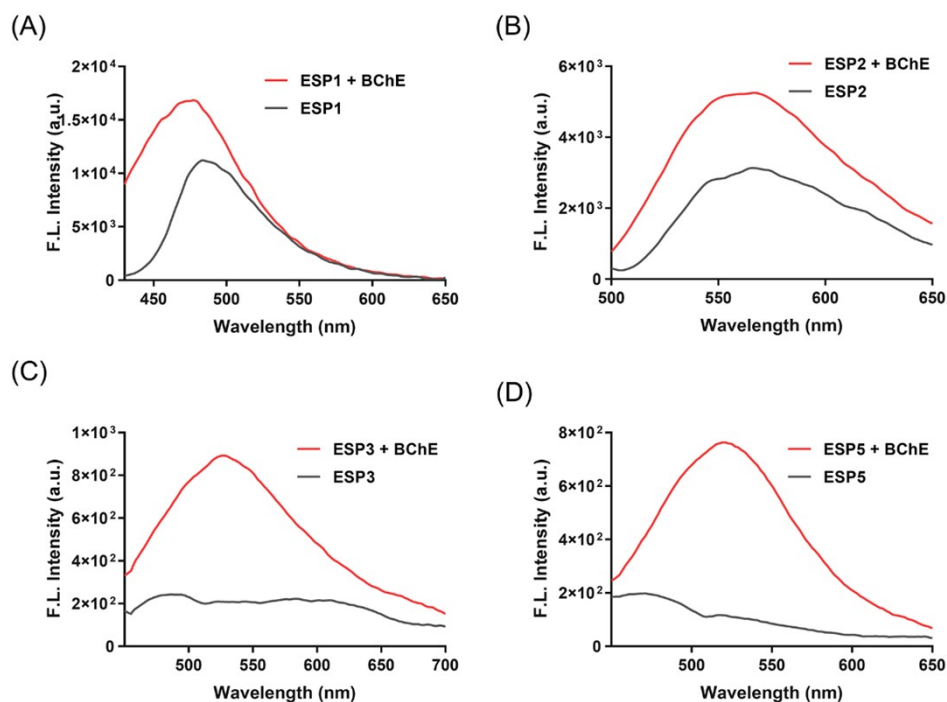 (A)
2×10⁴
1.5×10⁴
1×10⁴
5×10³
0
F.L. Intensity (a.u.)
ESP1 + BChE
ESP1
450 500 550 600 650
Wavelength (nm)
(B)
6×10³
4×10³
2×10³
0
F.L. Intensity (a.u.)
ESP2 + BChE
ESP2
500 550 600 650
Wavelength (nm)
(C)
1×10³
8×10²
6×10²
4×10²
2×10²
0
F.L. Intensity (a.u.)
ESP3 + BChE
ESP3
500 550 600 650 700
Wavelength (nm)
(D)
8×10²
6×10²
4×10²
2×10²
0
F.L. Intensity (a.u.)
ESP5 + BChE
ESP5
500 550 600 650
Wavelength (nm)